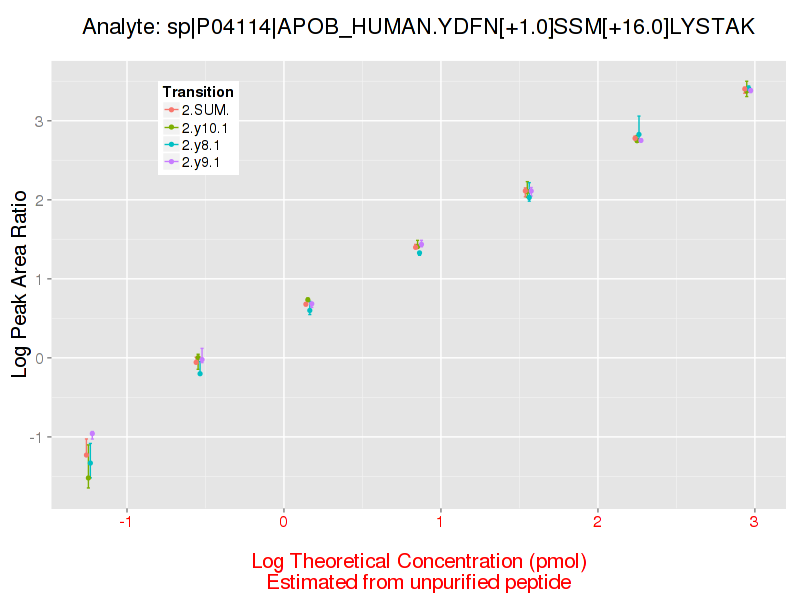 Analyte: sp|P04114|APOB_HUMAN.YDFN[+1.0]SSM[+16.0]LYSTAK
Transition
2.SUM.
2.y10.1
2.y8.1
2.y9.1
Log Peak Area Ratio
3
2
1
0
-1
-1 0 1 2 3
Log Theoretical Concentration (pmol)
Estimated from unpurified peptide